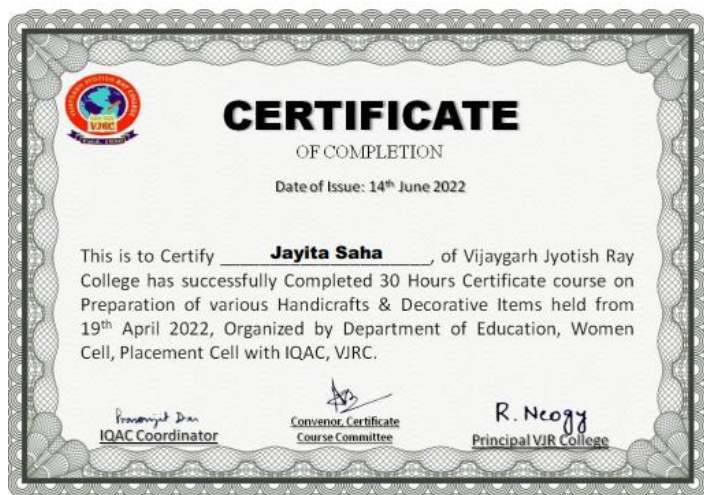 VJRC
CERTIFICATE
OF COMPLETION
Date of Issue: 14th June 2022
This is to Certify Jayita Saha, of Vijaygarh Jyotish Ray
College has successfully Completed 30 Hours Certificate course on
Preparation of various Handicrafts & Decorative Items held from
19th April 2022, Organized by Department of Education, Women
Cell, Placement Cell with IQAC, VJRC.
R. Neogy
IQAC Coordinator
Convenor, Certificate
Course Committee
Principal VJR College